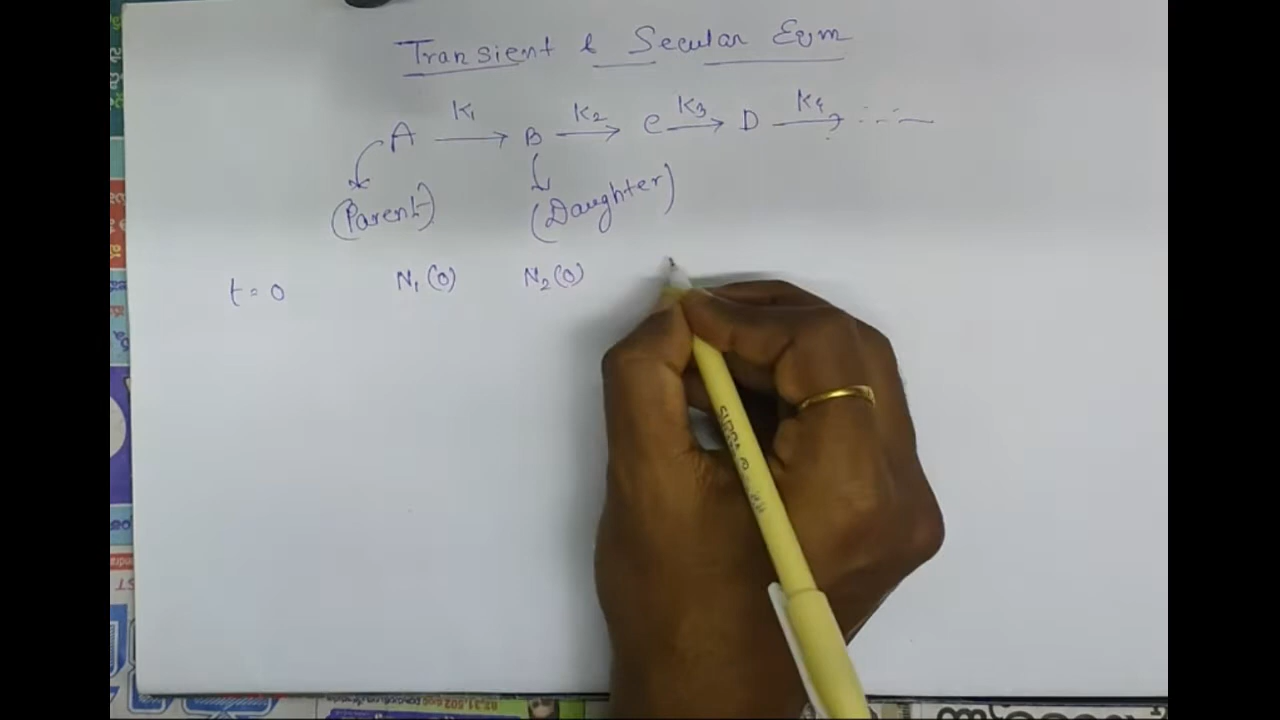 Transient & Secular Eqm
K1 K2 K3 K4
A → B → C → D → .....
(Parent) (Daughter)
t = 0 N1(0) N2(0)